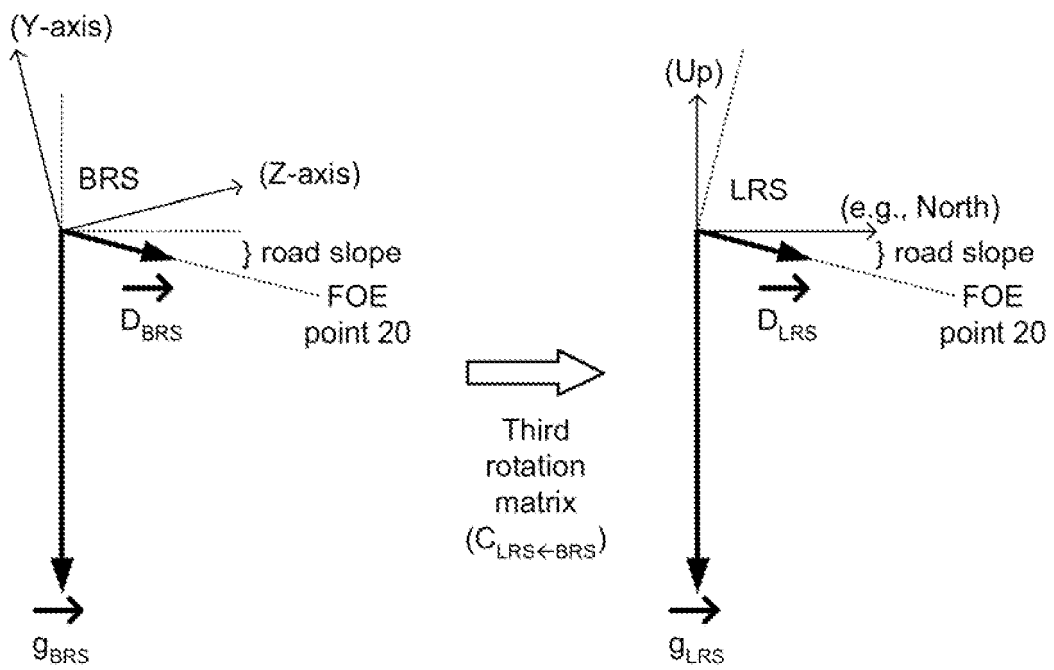 (Y-axis)
BRS
(Z-axis)
} road slope
FOE
point 20
D_BRS
g_BRS
Third
rotation
matrix
(C_LRS←BRS)
(Up)
LRS
(e.g., North)
} road slope
FOE
point 20
D_LRS
g_LRS